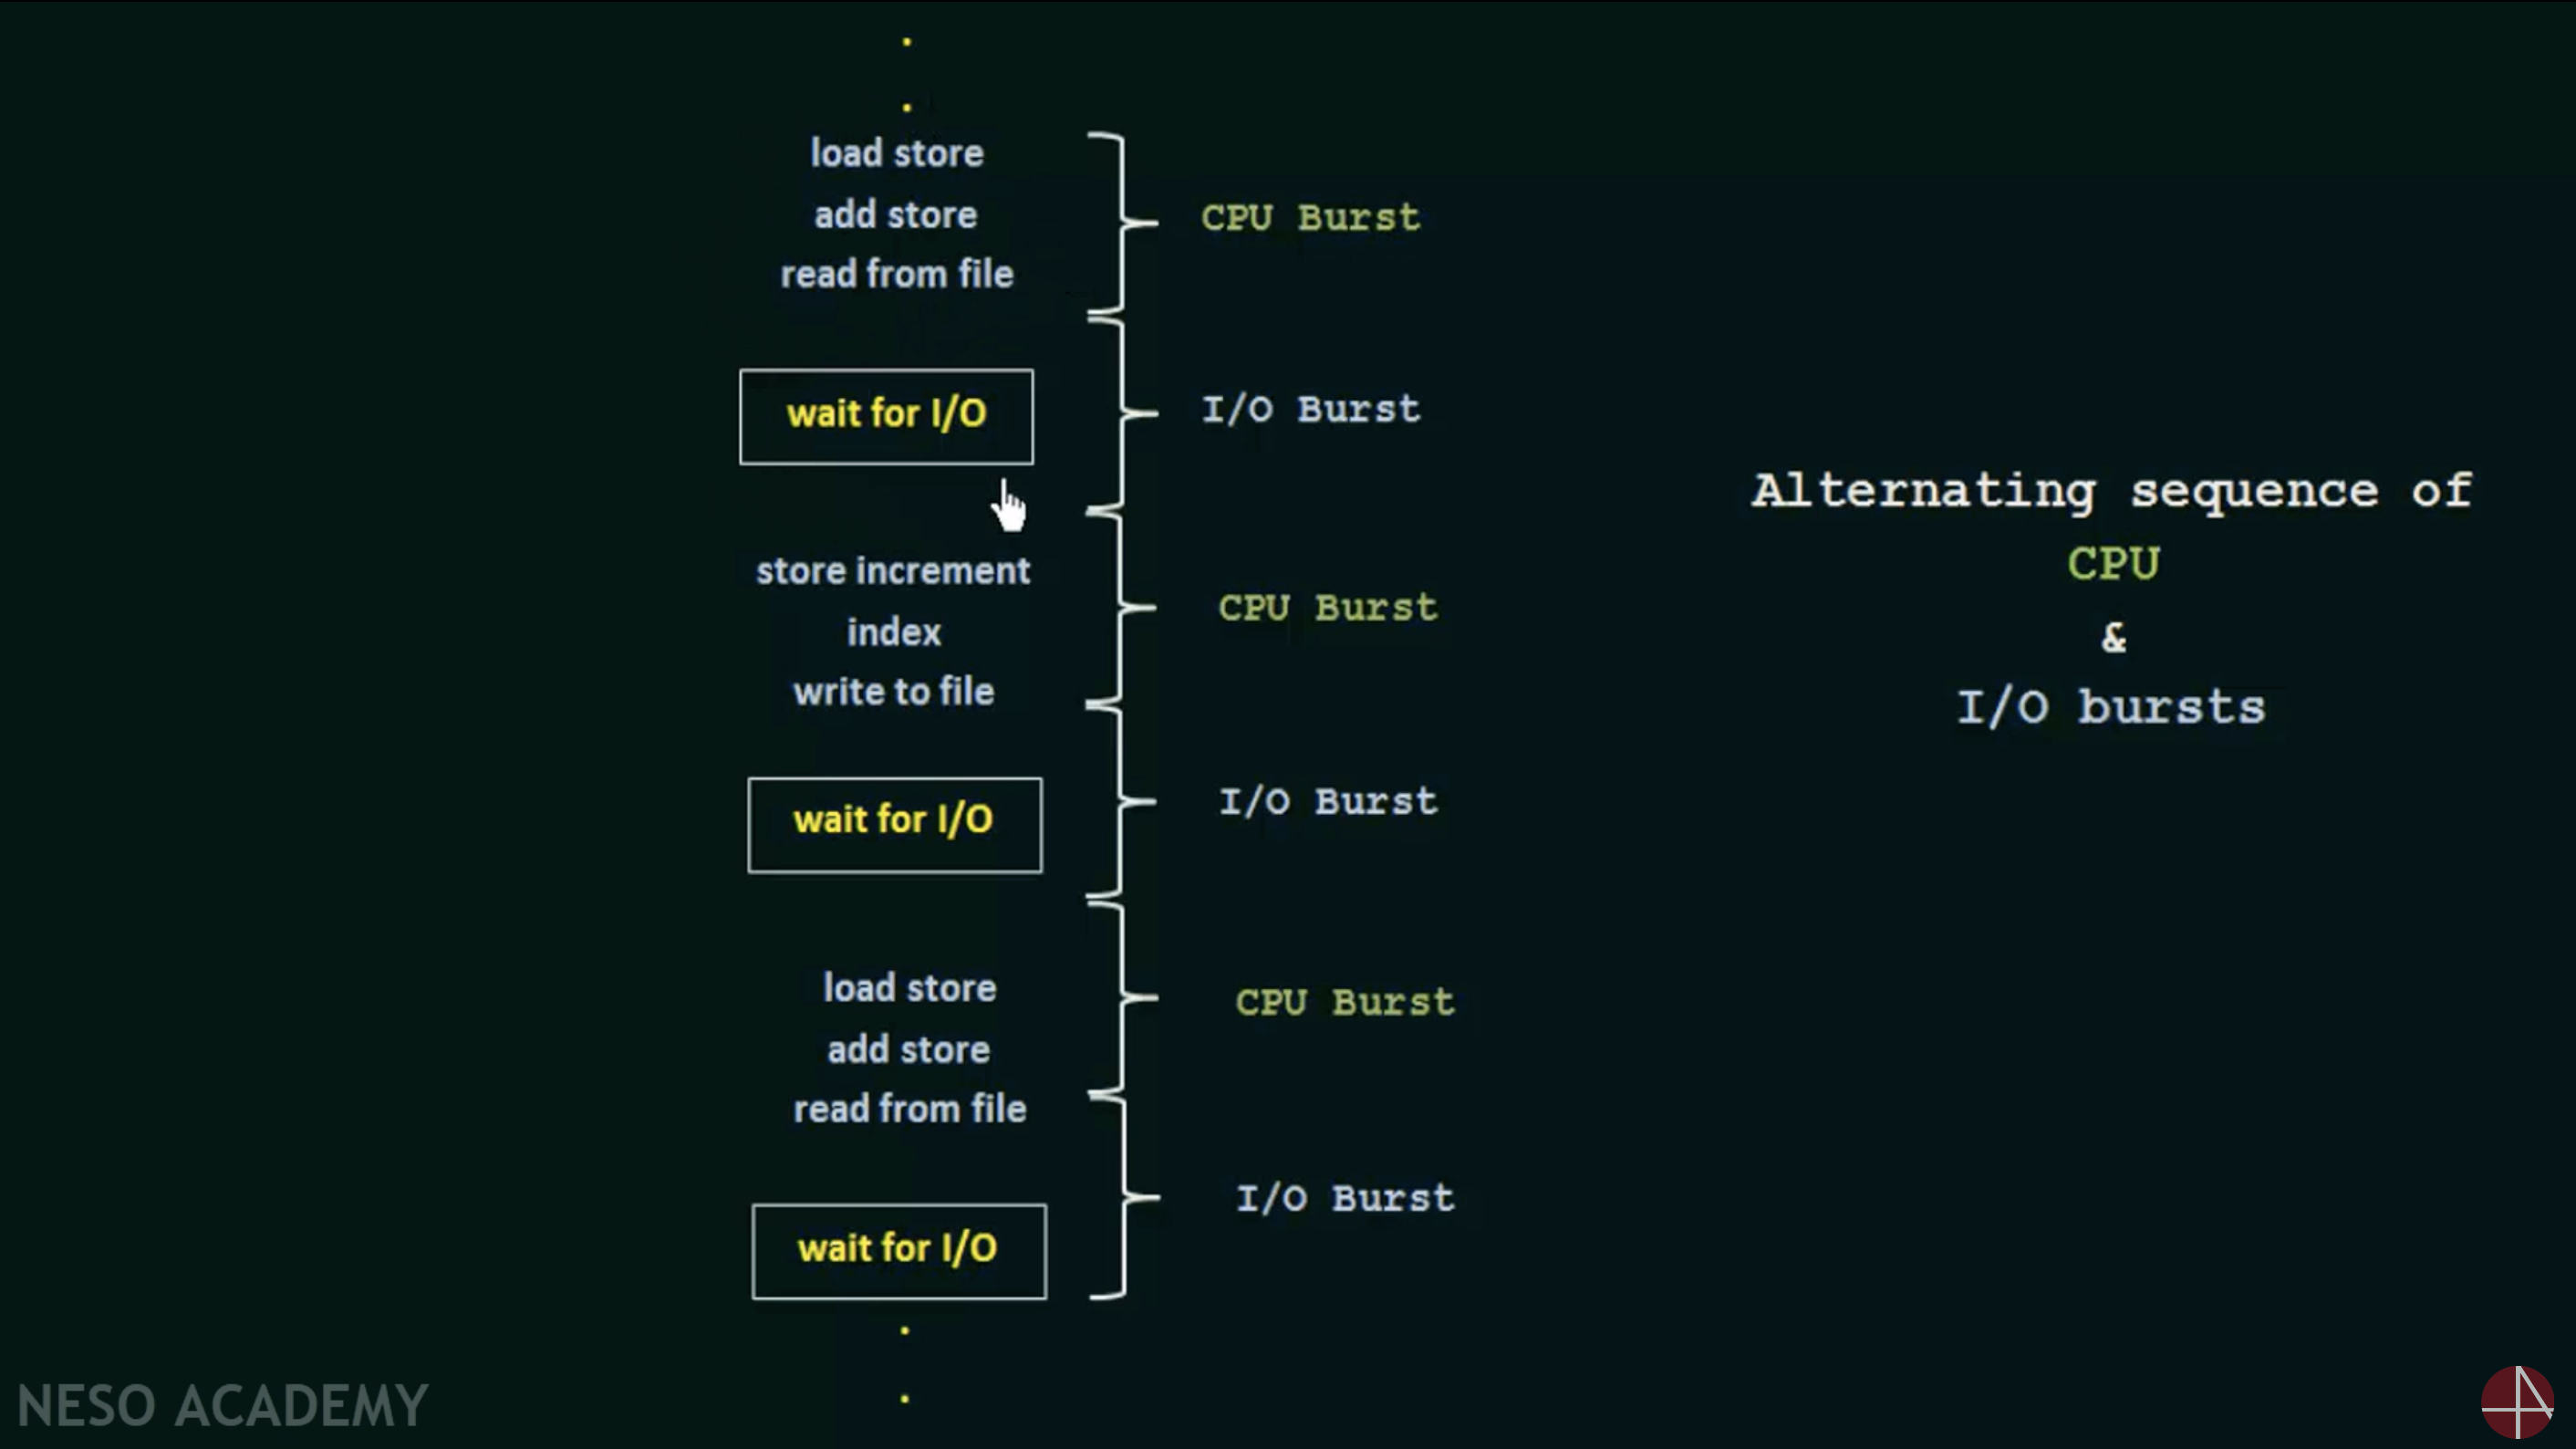 load store
add store
read from file
CPU Burst
wait for I/O
I/O Burst
store increment
index
write to file
CPU Burst
wait for I/O
I/O Burst
load store
add store
read from file
CPU Burst
wait for I/O
I/O Burst
Alternating sequence of
CPU
&
I/O bursts
NESO ACADEMY